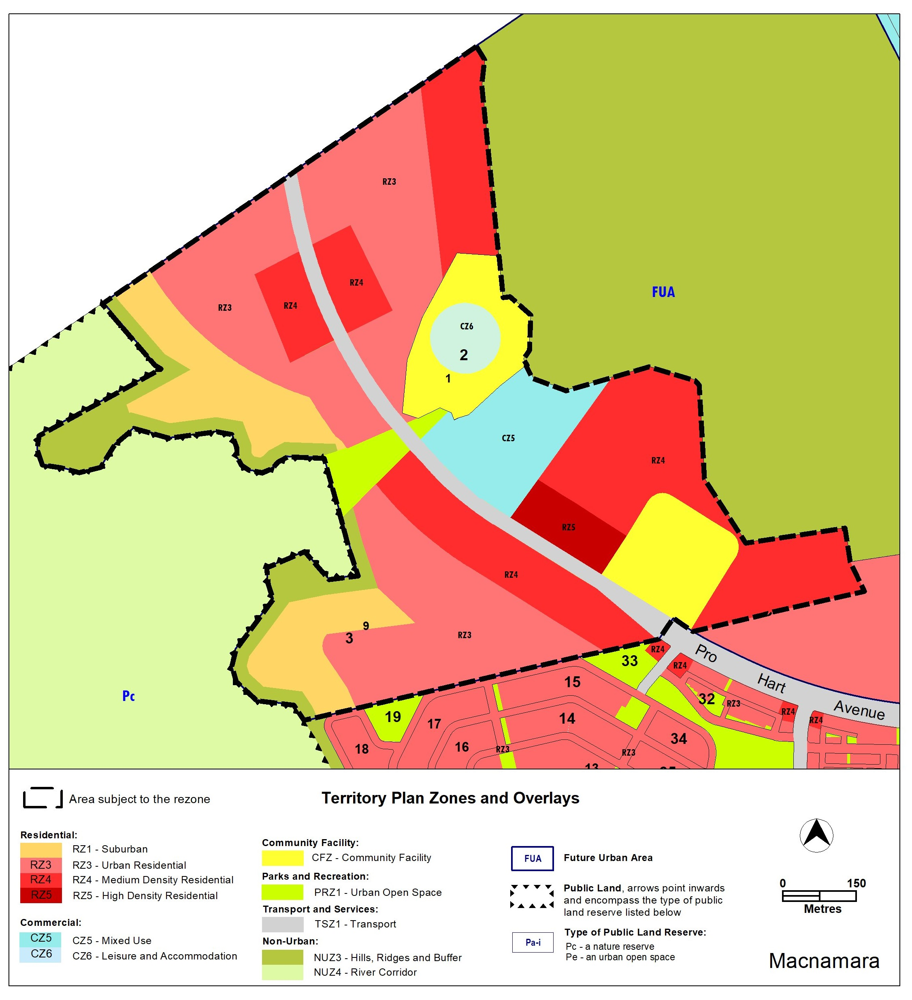 RZ3
RZ4
FUA
RZ4
RZ3
CZ6
2
1
CZ5
RZ4
RZ5
RZ4
9
3
RZ3
RZ4
33
Pro
RZ4
15
Hart
Pc
32
RZ3
Avenue
RZ4
RZ4
19
14
17
34
16
18
RZ3
RZ3
Area subject to the rezone
Territory Plan Zones and Overlays
Residential:
RZ1 - Suburban
RZ3 RZ3 - Urban Residential
RZ4 RZ4 - Medium Density Residential
RZ5 RZ5 - High Density Residential
Commercial:
CZ5 CZ5 - Mixed Use
CZ6 CZ6 - Leisure and Accommodation
Community Facility:
CFZ - Community Facility
Parks and Recreation:
PRZ1 - Urban Open Space
Transport and Services:
TSZ1 - Transport
Non-Urban:
NUZ3 - Hills, Ridges and Buffer
NUZ4 - River Corridor
FUA Future Urban Area
Public Land, arrows point inwards
and encompass the type of public
land reserve listed below
Type of Public Land Reserve:
Pa-i
Pc - a nature reserve
Pe - an urban open space
0 150
Metres
Macnamara